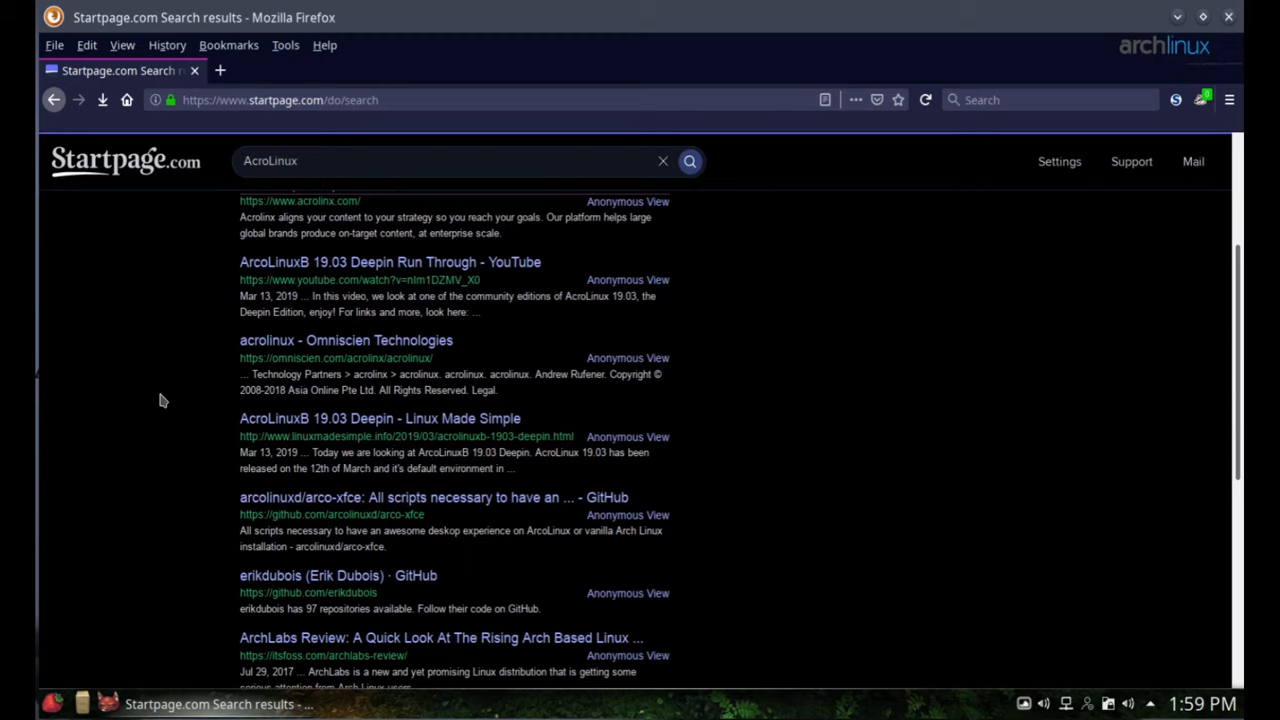 Startpage.com Search results - Mozilla Firefox
File Edit View History Bookmarks Tools Help
archlinux
Startpage.com Search r
https://www.startpage.com/do/search
Search
0
Startpage.com
AcroLinux
Settings Support Mail
https://www.acrolinx.com/ Anonymous View
Acrolinx aligns your content to your strategy so you reach your goals. Our platform helps large
global brands produce on-target content, at enterprise scale.
ArcoLinuxB 19.03 Deepin Run Through - YouTube
https://www.youtube.com/watch?v=nIm1DZMV_X0 Anonymous View
Mar 13, 2019 ... In this video, we look at one of the community editions of AcroLinux 19.03, the
Deepin Edition, enjoy! For links and more, look here: ...
acrolinux - Omniscien Technologies
https://omniscien.com/acrolinx/acrolinux/ Anonymous View
... Technology Partners > acrolinx > acrolinux. acrolinux. acrolinux. Andrew Rufener. Copyright ©
2008-2018 Asia Online Pte Ltd. All Rights Reserved. Legal.
AcroLinuxB 19.03 Deepin - Linux Made Simple
http://www.linuxmadesimple.info/2019/03/acrolinuxb-1903-deepin.html Anonymous View
Mar 13, 2019 ... Today we are looking at ArcoLinuxB 19.03 Deepin. AcroLinux 19.03 has been
released on the 12th of March and it's default environment in ...
arcolinuxd/arco-xfce: All scripts necessary to have an ... - GitHub
https://github.com/arcolinuxd/arco-xfce Anonymous View
All scripts necessary to have an awesome deskop experience on ArcoLinux or vanilla Arch Linux
installation - arcolinuxd/arco-xfce.
erikdubois (Erik Dubois) · GitHub
https://github.com/erikdubois Anonymous View
erikdubois has 97 repositories available. Follow their code on GitHub.
ArchLabs Review: A Quick Look At The Rising Arch Based Linux ...
https://itsfoss.com/archlabs-review/ Anonymous View
Jul 29, 2017 ... ArchLabs is a new and yet promising Linux distribution that is getting some
serious attention from Arch Linux users.
Startpage.com Search results - ...
1:59 PM